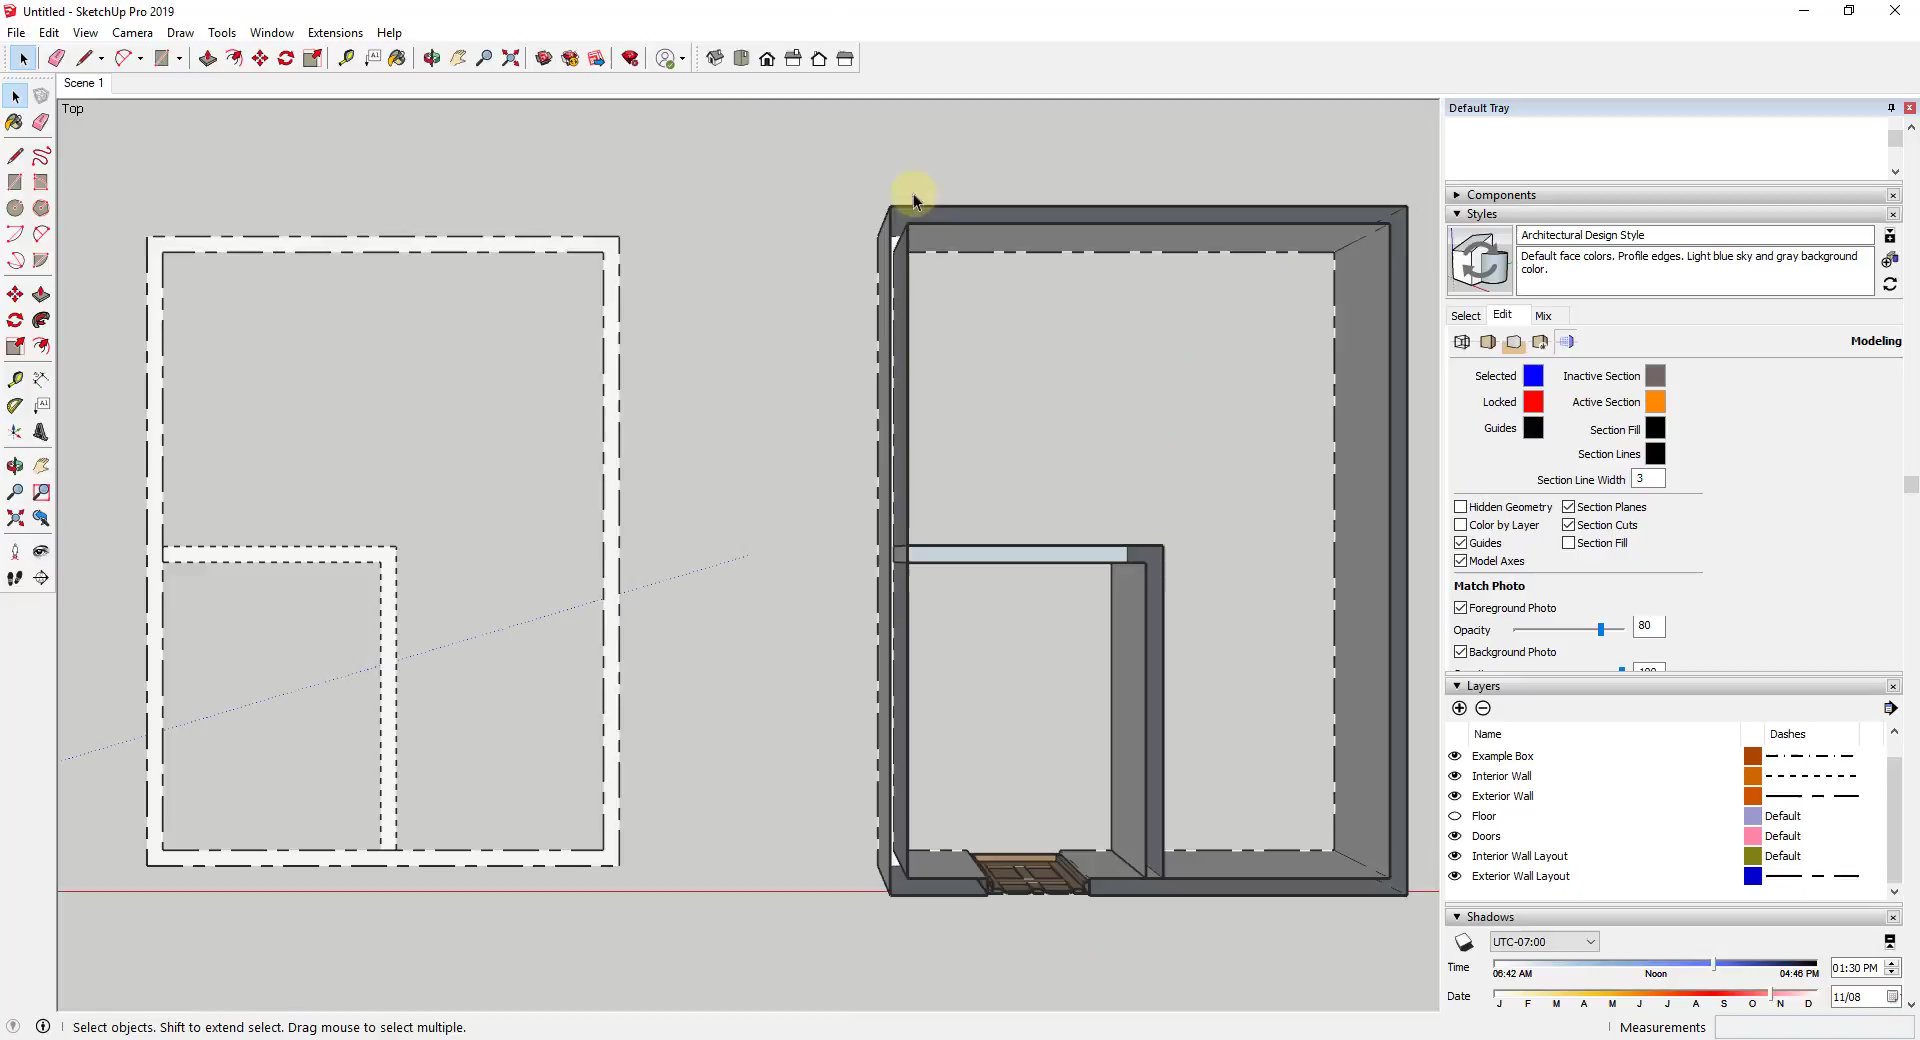 Untitled - SketchUp Pro 2019
File Edit View Camera Draw Tools Window Extensions Help
Scene 1
Top
Default Tray
Components
Styles
Architectural Design Style
Default face colors. Profile edges. Light blue sky and gray background color.
Select Edit Mix
Modeling
Selected Inactive Section
Locked Active Section
Guides Section Fill
Section Lines
Section Line Width 3
Hidden Geometry Section Planes
Color by Layer Section Cuts
Guides Section Fill
Model Axes
Match Photo
Foreground Photo
Opacity 80
Background Photo
Layers
Name Dashes
Example Box
Interior Wall
Exterior Wall
Floor Default
Doors Default
Interior Wall Layout Default
Exterior Wall Layout
Shadows
UTC-07:00
Time 06:42 AM Noon 04:46 PM 01:30 PM
Date J F M A M J J A S O N D 11/08
Select objects. Shift to extend select. Drag mouse to select multiple.
Measurements